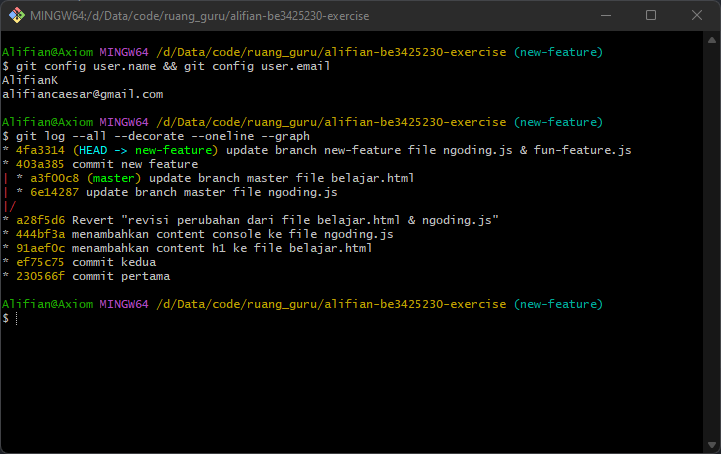 MINGW64:/d/Data/code/ruang_guru/alifian-be3425230-exercise
Alifian@Axiom MINGW64 /d/Data/code/ruang_guru/alifian-be3425230-exercise (new-feature)
$ git config user.name && git config user.email
AlifianK
alifiancaesar@gmail.com
Alifian@Axiom MINGW64 /d/Data/code/ruang_guru/alifian-be3425230-exercise (new-feature)
$ git log --all --decorate --oneline --graph
* 4fa3314 (HEAD -> new-feature) update branch new-feature file ngoding.js & fun-feature.js
* 403a385 commit new feature
| * a3f00c8 (master) update branch master file belajar.html
| * 6e14287 update branch master file ngoding.js
|/
* a28f5d6 Revert "revisi perubahan dari file belajar.html & ngoding.js"
* 444bf3a menambahkan content console ke file ngoding.js
* 91aef0c menambahkan content h1 ke file belajar.html
* ef75c75 commit kedua
* 230566f commit pertama
Alifian@Axiom MINGW64 /d/Data/code/ruang_guru/alifian-be3425230-exercise (new-feature)
$